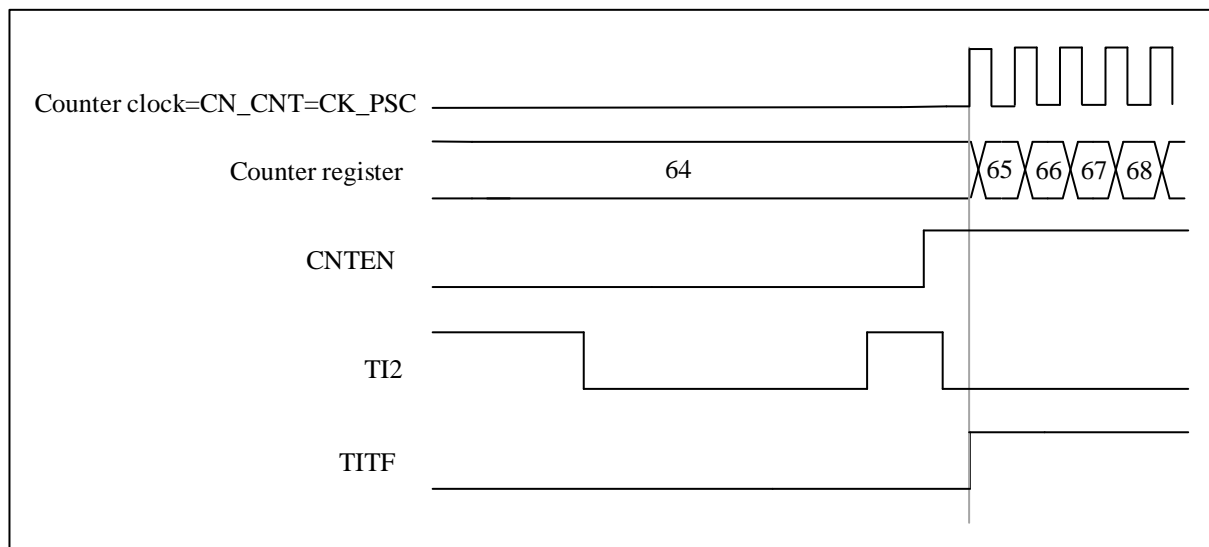 Counter clock=CN_CNT=CK_PSC
Counter register 64 65 66 67 68
CNTEN
TI2
TITF